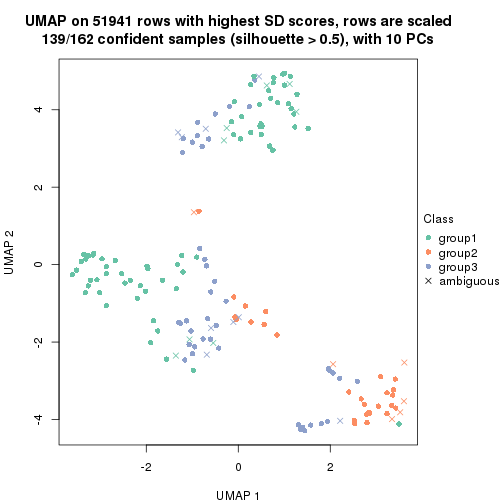 UMAP on 51941 rows with highest SD scores, rows are scaled
139/162 confident samples (silhouette > 0.5), with 10 PCs
4
2
0
-2
-4
UMAP 2
-2
0
2
UMAP 1
Class
group1
group2
group3
ambiguous